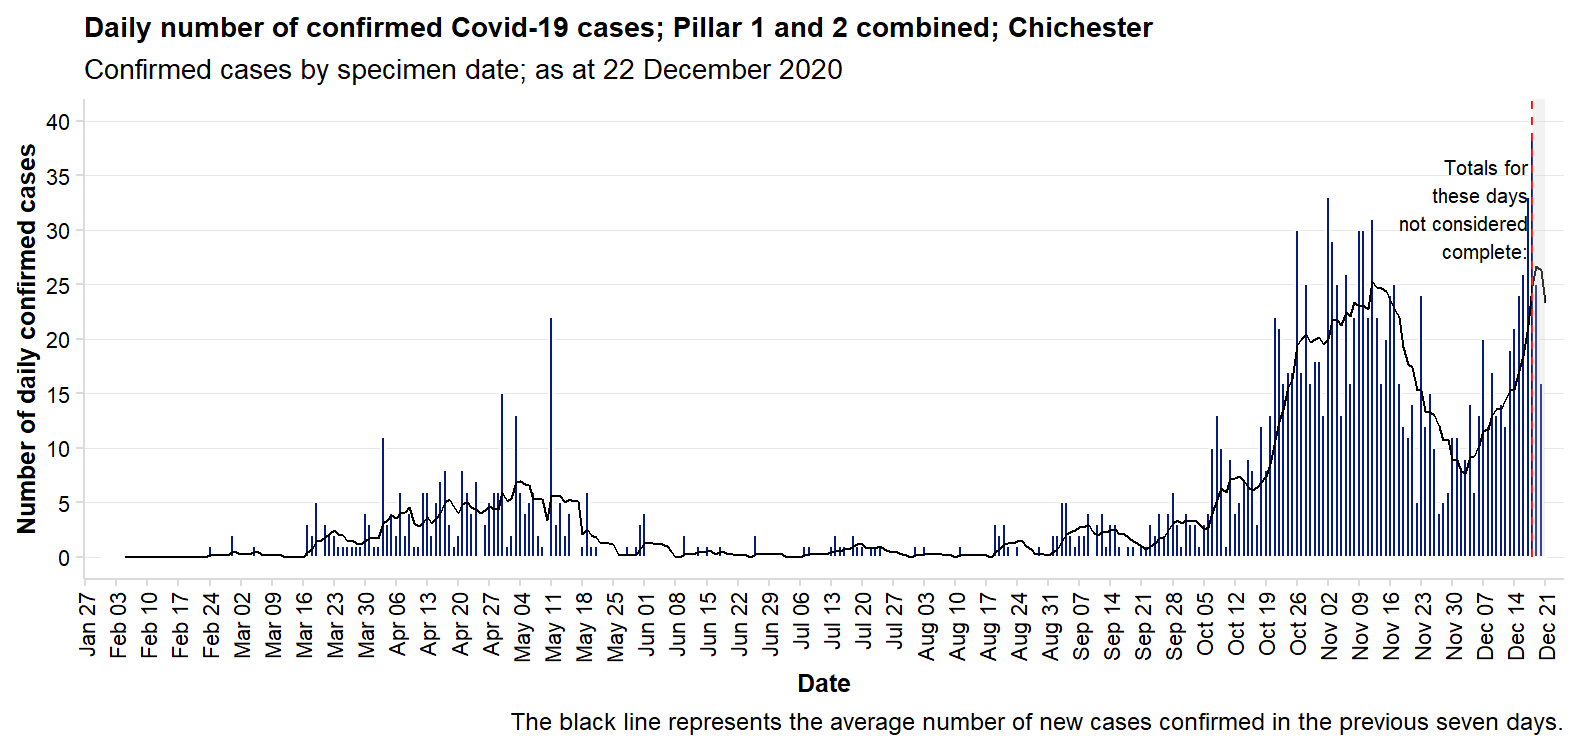 Daily number of confirmed Covid-19 cases; Pillar 1 and 2 combined; Chichester
Confirmed cases by specimen date; as at 22 December 2020
Number of daily confirmed cases
40
35
30
25
20
15
10
5
0
Totals for
these days
not considered
complete:
Jan 27
Feb 03
Feb 10
Feb 17
Feb 24
Mar 02
Mar 09
Mar 16
Mar 23
Mar 30
Apr 06
Apr 13
Apr 20
Apr 27
May 04
May 11
May 18
May 25
Jun 01
Jun 08
Jun 15
Jun 22
Jun 29
Jul 06
Jul 13
Jul 20
Jul 27
Aug 03
Aug 10
Aug 17
Aug 24
Aug 31
Sep 07
Sep 14
Sep 21
Sep 28
Oct 05
Oct 12
Oct 19
Oct 26
Nov 02
Nov 09
Nov 16
Nov 23
Nov 30
Dec 07
Dec 14
Dec 21
Date
The black line represents the average number of new cases confirmed in the previous seven days.